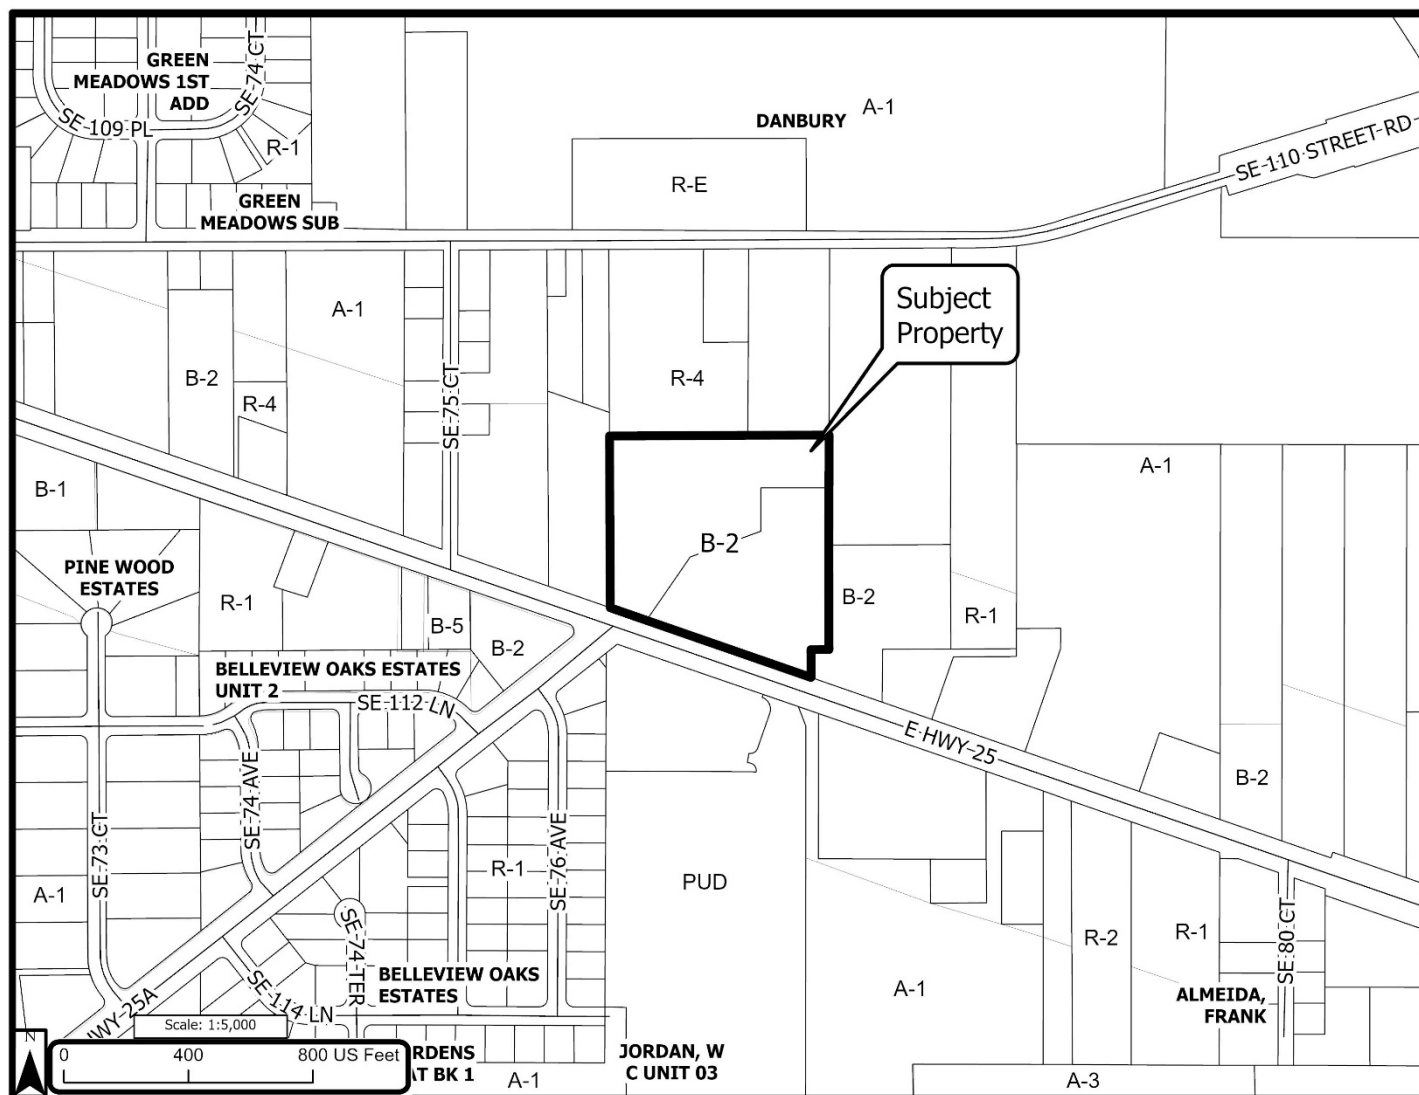 GREEN
MEADOWS 1ST
ADD
SE 74 CT
SE 109 PL
R-1
GREEN
MEADOWS SUB
DANBURY
A-1
R-E
SE 110 STREET RD
Subject
Property
A-1
B-2
R-4
SE 75 CT
R-4
A-1
B-1
B-2
PINE WOOD
ESTATES
R-1
B-5
B-2
B-2
R-1
BELLEVIEW OAKS ESTATES
UNIT 2
SE 112 LN
E HWY 25
SE 74 AVE
SE 73 CT
SE 76 AVE
B-2
A-1
R-1
PUD
SE 74 TER
R-2
R-1
SE 80 CT
BELLEVIEW OAKS
ESTATES
SE 114 LN
A-1
ALMEIDA,
FRANK
HWY 25A
Scale: 1:5,000
N
0 400 800 US Feet
RDENS
AT BK 1
A-1
JORDAN, W
C UNIT 03
A-3